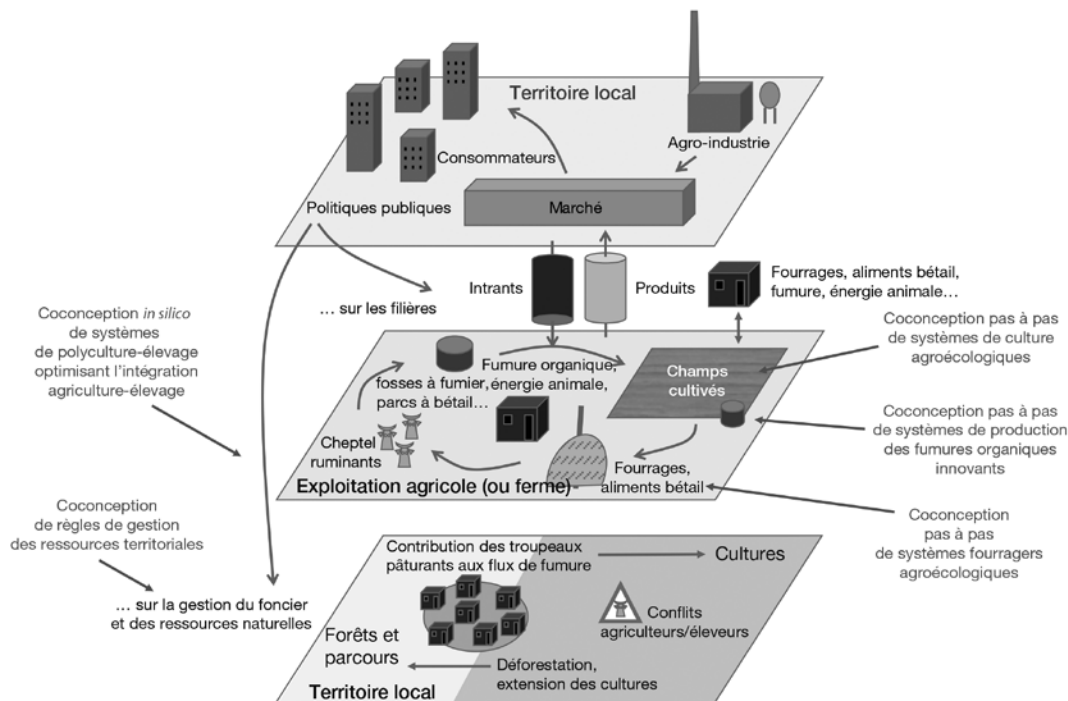 Territoire local
Agro-industrie
Consommateurs
Politiques publiques
Marché
Intrants
Produits
Fourrages, aliments bétail,
fumure, énergie animale…
… sur les filières
Coconception in silico
de systèmes
de polyculture-élevage
optimisant l’intégration
agriculture-élevage
Coconception pas à pas
de systèmes de culture
agroécologiques
Fumure organique,
énergie animale,
fosses à fumier,
parcs à bétail…
Champs
cultivés
Coconception pas à pas
de systèmes de production
des fumures organiques
innovants
Cheptel
ruminants
Fourrages,
aliments bétail
Exploitation agricole (ou ferme)
Coconception
de règles de gestion
des ressources territoriales
Coconception
pas à pas
de systèmes fourragers
agroécologiques
Contribution des troupeaux
pâturants aux flux de fumure
Cultures
… sur la gestion du foncier
et des ressources naturelles
Conflits
agriculteurs/éleveurs
Forêts et
parcours
Déforestation,
extension des cultures
Territoire local